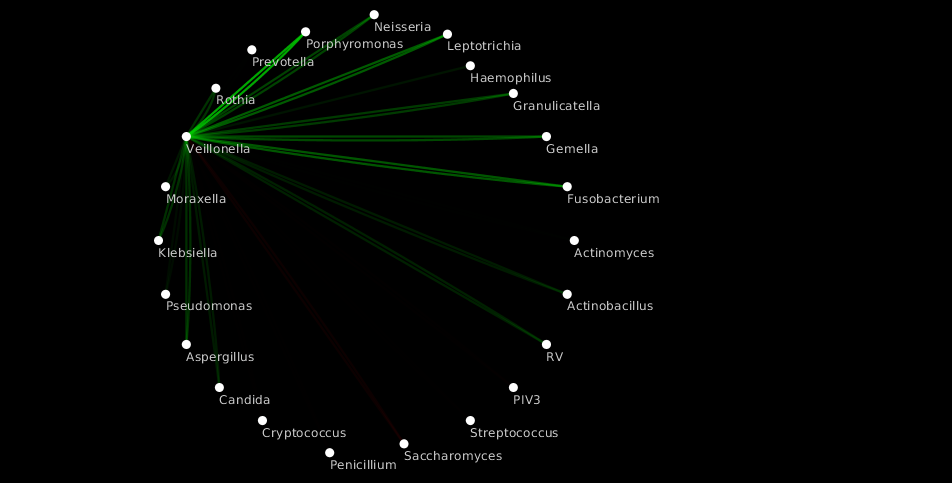 Neisseria
Porphyromonas
Leptotrichia
Prevotella
Haemophilus
Rothia
Granulicatella
Veillonella
Gemella
Moraxella
Fusobacterium
Klebsiella
Actinomyces
Pseudomonas
Actinobacillus
Aspergillus
RV
Candida
PIV3
Cryptococcus
Streptococcus
Saccharomyces
Penicillium